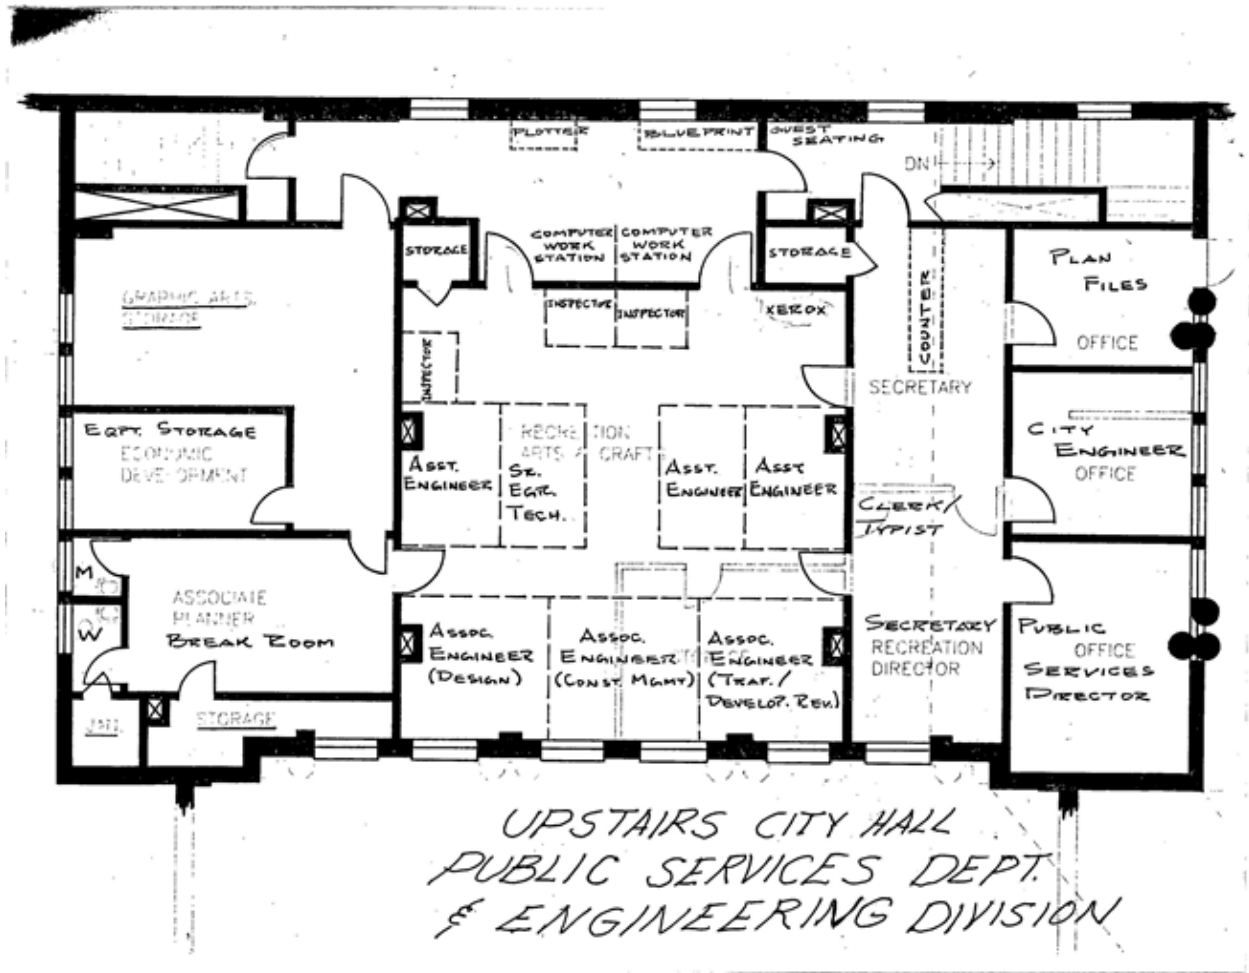 PLOTTER
BLUEPRINT
GUEST
SEATING
DN
STORAGE
COMPUTER
WORK
STATION
COMPUTER
WORK
STATION
STORAGE
COUNTER
PLAN
FILES
OFFICE
GRAPHIC ARTS
STORAGE
INSPECTOR
INSPECTOR
XEROX
INSPECTOR
SECRETARY
EQPT. STORAGE
ECONOMIC
DEVELOPMENT
RECREATION
ARTS & CRAFTS
ASST.
ENGINEER
SR.
EGR.
TECH.
ASST.
ENGINEER
ASST
ENGINEER
CITY
ENGINEER
OFFICE
CLERK/
TYPIST
M
W
ASSOCIATE
PLANNER
BREAK ROOM
ASSOC.
ENGINEER
(DESIGN)
ASSOC.
ENGINEER
(CONST. MGMT)
ASSOC.
ENGINEER
(TRAF./
DEVELOP. REV.)
SECRETARY
RECREATION
DIRECTOR
PUBLIC
OFFICE
SERVICES
DIRECTOR
JAN.
STORAGE
UPSTAIRS CITY HALL
PUBLIC SERVICES DEPT.
& ENGINEERING DIVISION